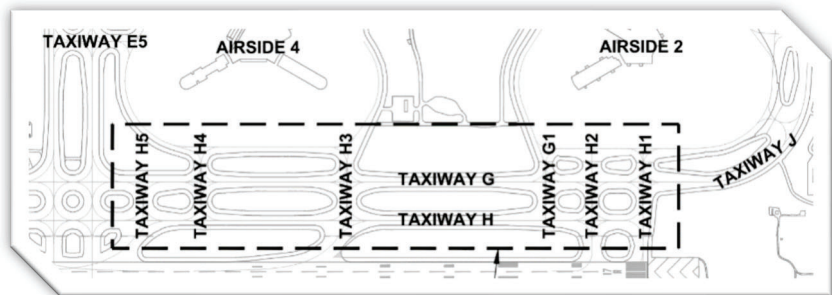 TAXIWAY E5
AIRSIDE 4
AIRSIDE 2
TAXIWAY H5
TAXIWAY H4
TAXIWAY H3
TAXIWAY G
TAXIWAY H
TAXIWAY G1
TAXIWAY H2
TAXIWAY H1
TAXIWAY J